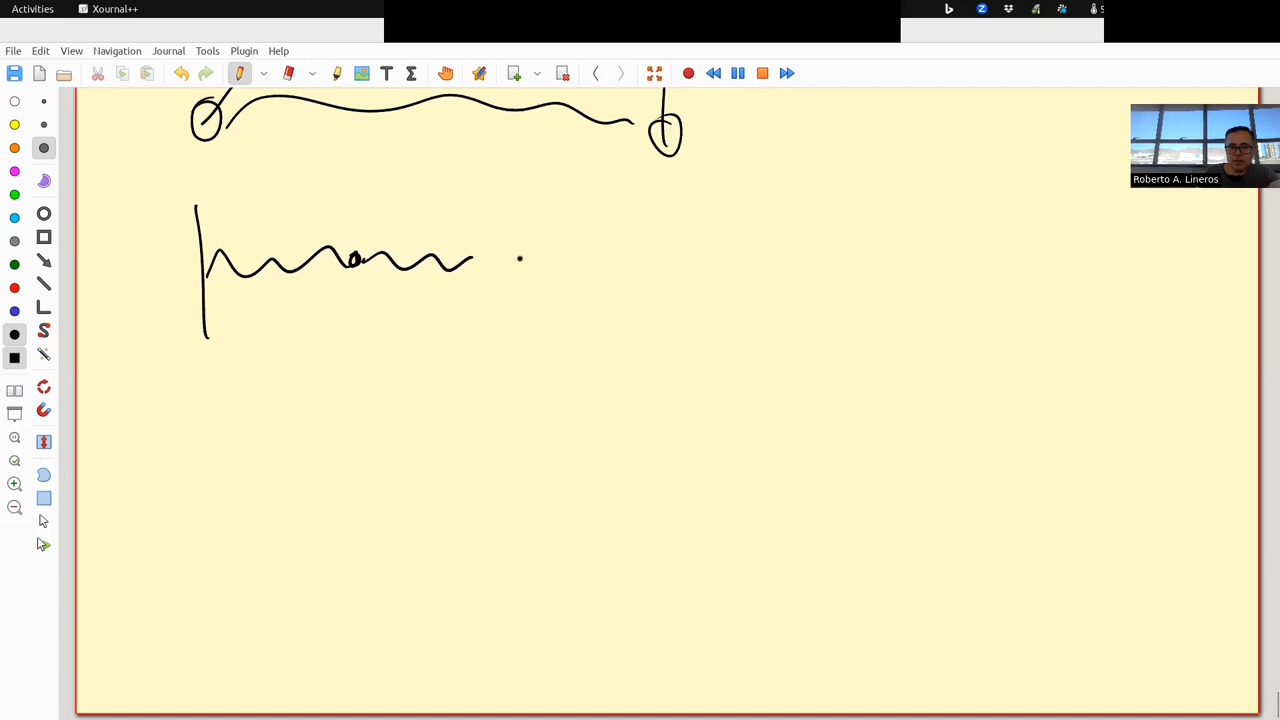 Activities Xournal++
File Edit View Navigation Journal Tools Plugin Help
Roberto A. Lineros